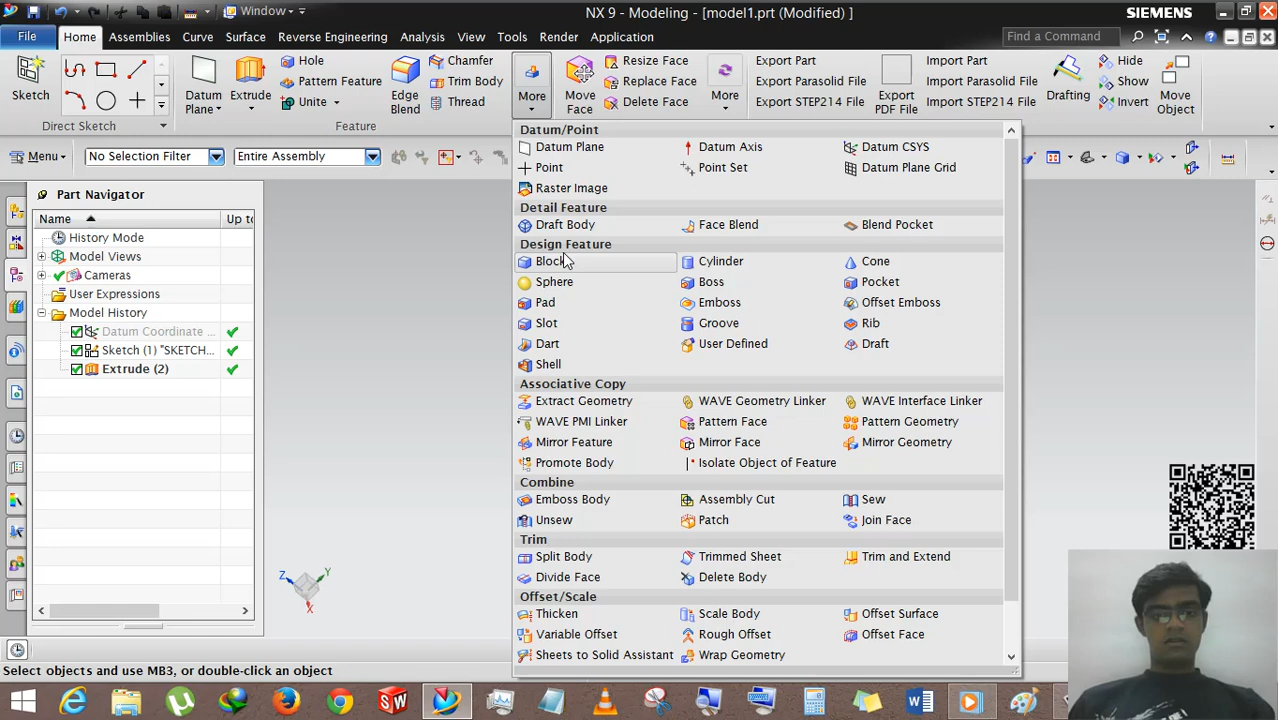 Window
NX 9 - Modeling - [model1.prt (Modified) ]
SIEMENS
File Home Assemblies Curve Surface Reverse Engineering Analysis View Tools Render Application
Find a Command
Sketch
Direct Sketch
Datum
Plane
Extrude
Hole
Pattern Feature
Unite
Edge
Blend
Chamfer
Trim Body
Thread
Feature
More
Move
Face
Resize Face
Replace Face
Delete Face
More
Export Part
Export Parasolid File
Export STEP214 File
Export
PDF File
Import Part
Import Parasolid File
Import STEP214 File
Drafting
Hide
Show
Invert
Move
Object
Menu
No Selection Filter
Entire Assembly
Part Navigator
Name Up to
History Mode
Model Views
Cameras
User Expressions
Model History
Datum Coordinate ...
Sketch (1) "SKETCH...
Extrude (2)
Datum/Point
Datum Plane Datum Axis Datum CSYS
Point Point Set Datum Plane Grid
Raster Image
Detail Feature
Draft Body Face Blend Blend Pocket
Design Feature
Block Cylinder Cone
Sphere Boss Pocket
Pad Emboss Offset Emboss
Slot Groove Rib
Dart User Defined Draft
Shell
Associative Copy
Extract Geometry WAVE Geometry Linker WAVE Interface Linker
WAVE PMI Linker Pattern Face Pattern Geometry
Mirror Feature Mirror Face Mirror Geometry
Promote Body Isolate Object of Feature
Combine
Emboss Body Assembly Cut Sew
Unsew Patch Join Face
Trim
Split Body Trimmed Sheet Trim and Extend
Divide Face Delete Body
Offset/Scale
Thicken Scale Body Offset Surface
Variable Offset Rough Offset Offset Face
Sheets to Solid Assistant Wrap Geometry
Z Y
X
Select objects and use MB3, or double-click an object